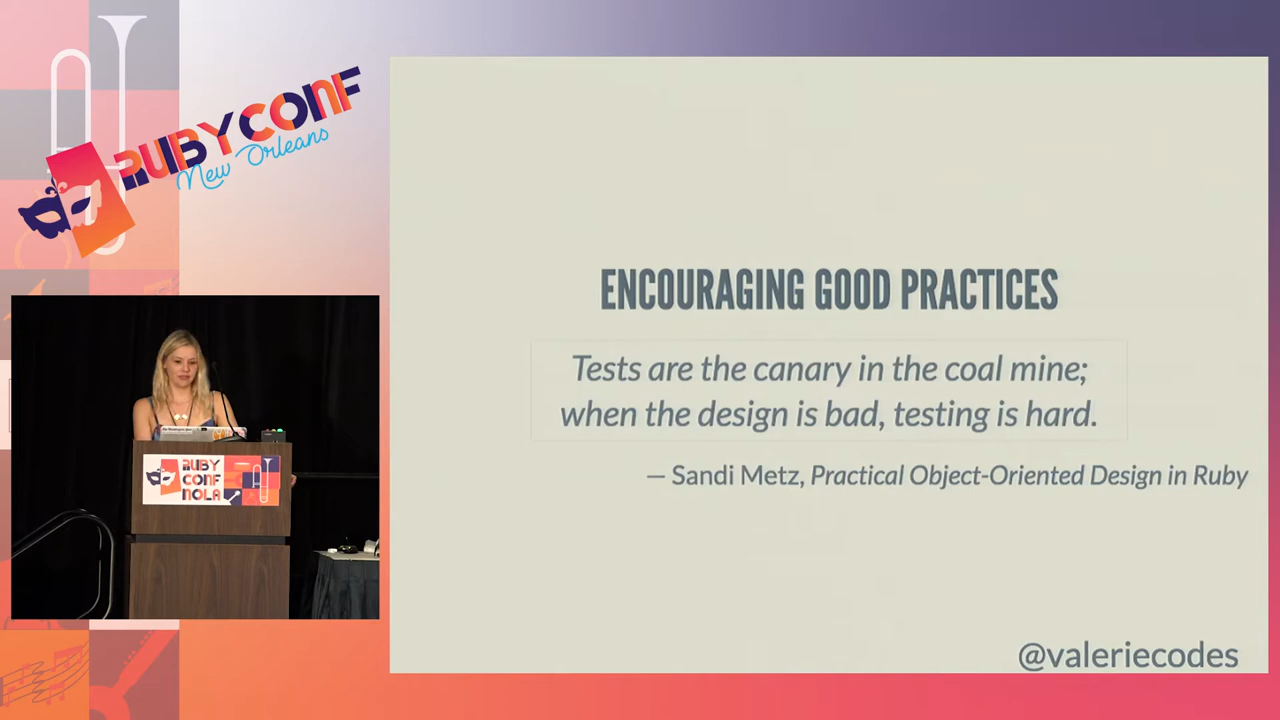 RUBYCONF
New Orleans
RUBY
CONF
NOLA
ENCOURAGING GOOD PRACTICES
Tests are the canary in the coal mine;
when the design is bad, testing is hard.
— Sandi Metz, Practical Object-Oriented Design in Ruby
@valeriecodes